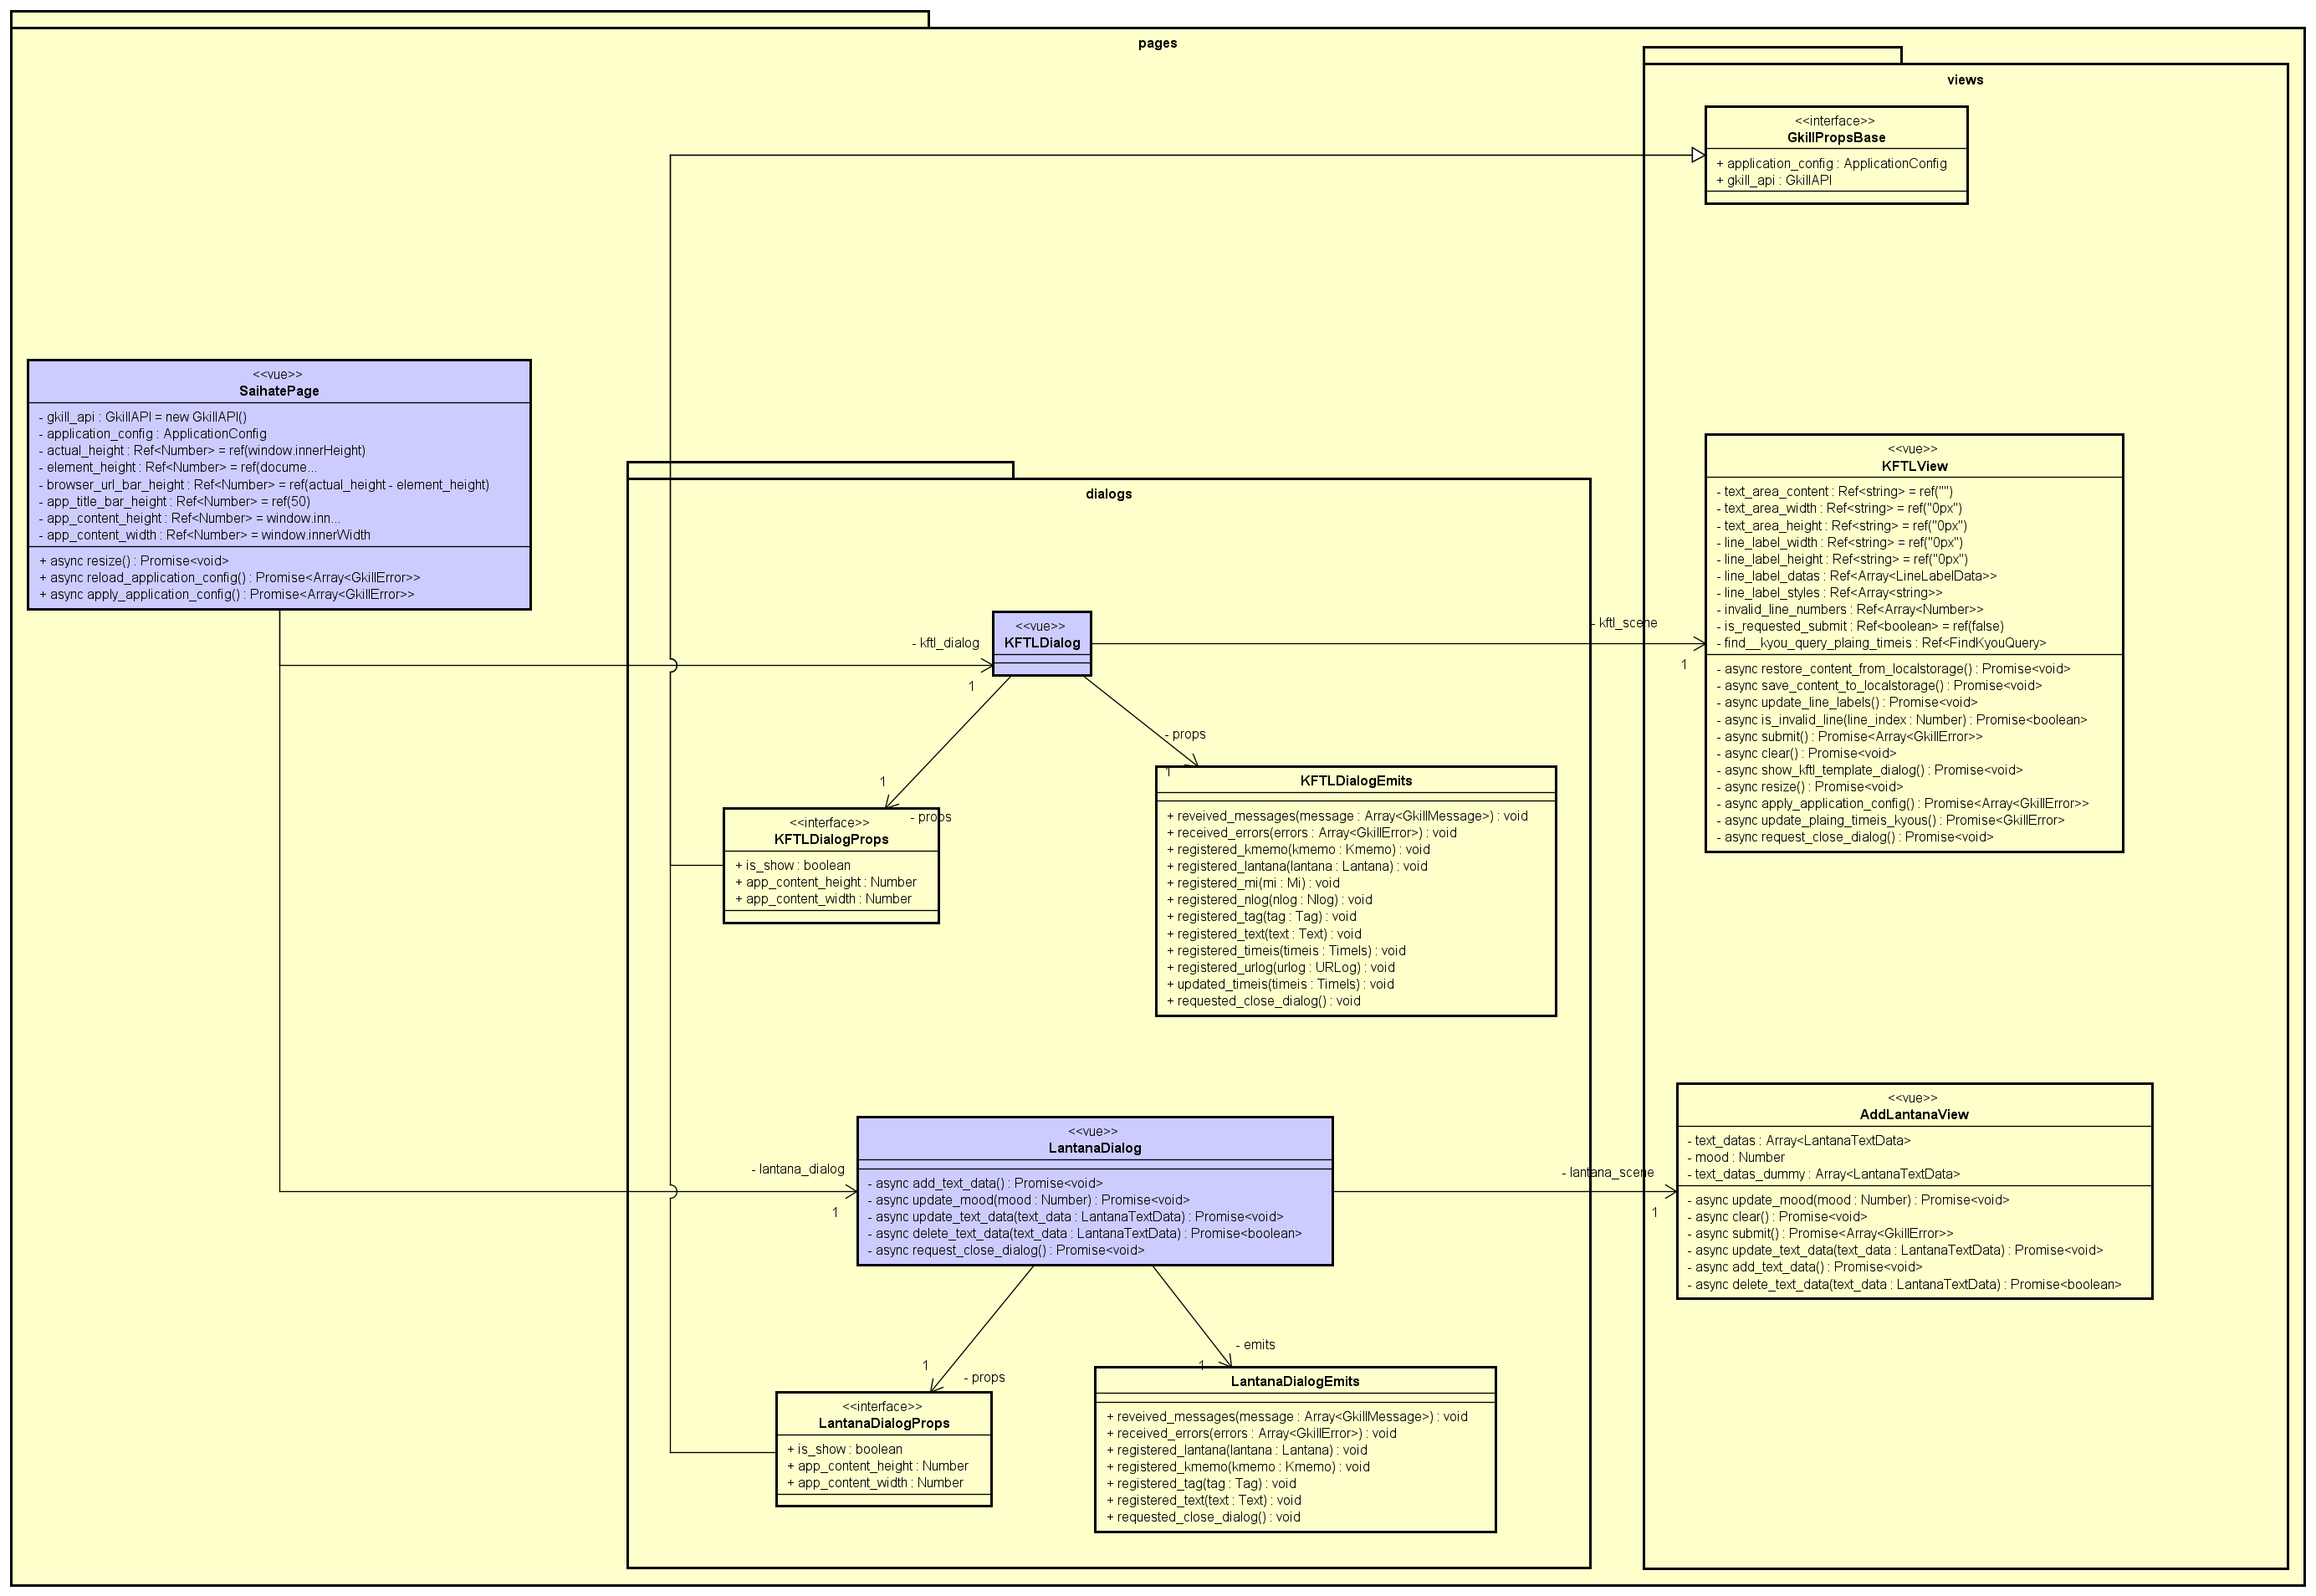 pages
views
<<interface>>
GkillPropsBase
+ application_config : ApplicationConfig
+ gkill_api : GkillAPI
<<vue>>
SaihatePage
- gkill_api : GkillAPI = new GkillAPI()
- application_config : ApplicationConfig
- actual_height : Ref<Number> = ref(window.innerHeight)
- element_height : Ref<Number> = ref(docume...
- browser_url_bar_height : Ref<Number> = ref(actual_height - element_height)
- app_title_bar_height : Ref<Number> = ref(50)
- app_content_height : Ref<Number> = window.inn...
- app_content_width : Ref<Number> = window.innerWidth
+ async resize() : Promise<void>
+ async reload_application_config() : Promise<Array<GkillError>>
+ async apply_application_config() : Promise<Array<GkillError>>
dialogs
<<vue>>
KFTLDialog
- kftl_dialog
1
- kftl_scene
1
<<vue>>
KFTLView
- text_area_content : Ref<string> = ref("")
- text_area_width : Ref<string> = ref("0px")
- text_area_height : Ref<string> = ref("0px")
- line_label_width : Ref<string> = ref("0px")
- line_label_height : Ref<string> = ref("0px")
- line_label_datas : Ref<Array<LineLabelData>>
- line_label_styles : Ref<Array<string>>
- invalid_line_numbers : Ref<Array<Number>>
- is_requested_submit : Ref<boolean> = ref(false)
- find__kyou_query_plaing_timeis : Ref<FindKyouQuery>
- async restore_content_from_localstorage() : Promise<void>
- async save_content_to_localstorage() : Promise<void>
- async update_line_labels() : Promise<void>
- async is_invalid_line(line_index : Number) : Promise<boolean>
- async submit() : Promise<Array<GkillError>>
- async clear() : Promise<void>
- async show_kftl_template_dialog() : Promise<void>
- async resize() : Promise<void>
- async apply_application_config() : Promise<Array<GkillError>>
- async update_plaing_timeis_kyous() : Promise<GkillError>
- async request_close_dialog() : Promise<void>
- props
1
1
- props
<<interface>>
KFTLDialogProps
+ is_show : boolean
+ app_content_height : Number
+ app_content_width : Number
KFTLDialogEmits
+ reveived_messages(message : Array<GkillMessage>) : void
+ received_errors(errors : Array<GkillError>) : void
+ registered_kmemo(kmemo : Kmemo) : void
+ registered_lantana(lantana : Lantana) : void
+ registered_mi(mi : Mi) : void
+ registered_nlog(nlog : Nlog) : void
+ registered_tag(tag : Tag) : void
+ registered_text(text : Text) : void
+ registered_timeis(timeis : TimeIs) : void
+ registered_urlog(urlog : URLog) : void
+ updated_timeis(timeis : TimeIs) : void
+ requested_close_dialog() : void
- lantana_dialog
1
<<vue>>
LantanaDialog
- async add_text_data() : Promise<void>
- async update_mood(mood : Number) : Promise<void>
- async update_text_data(text_data : LantanaTextData) : Promise<void>
- async delete_text_data(text_data : LantanaTextData) : Promise<boolean>
- async request_close_dialog() : Promise<void>
- lantana_scene
1
<<vue>>
AddLantanaView
- text_datas : Array<LantanaTextData>
- mood : Number
- text_datas_dummy : Array<LantanaTextData>
- async update_mood(mood : Number) : Promise<void>
- async clear() : Promise<void>
- async submit() : Promise<Array<GkillError>>
- async update_text_data(text_data : LantanaTextData) : Promise<void>
- async add_text_data() : Promise<void>
- async delete_text_data(text_data : LantanaTextData) : Promise<boolean>
- emits
1
1
- props
<<interface>>
LantanaDialogProps
+ is_show : boolean
+ app_content_height : Number
+ app_content_width : Number
LantanaDialogEmits
+ reveived_messages(message : Array<GkillMessage>) : void
+ received_errors(errors : Array<GkillError>) : void
+ registered_lantana(lantana : Lantana) : void
+ registered_kmemo(kmemo : Kmemo) : void
+ registered_tag(tag : Tag) : void
+ registered_text(text : Text) : void
+ requested_close_dialog() : void